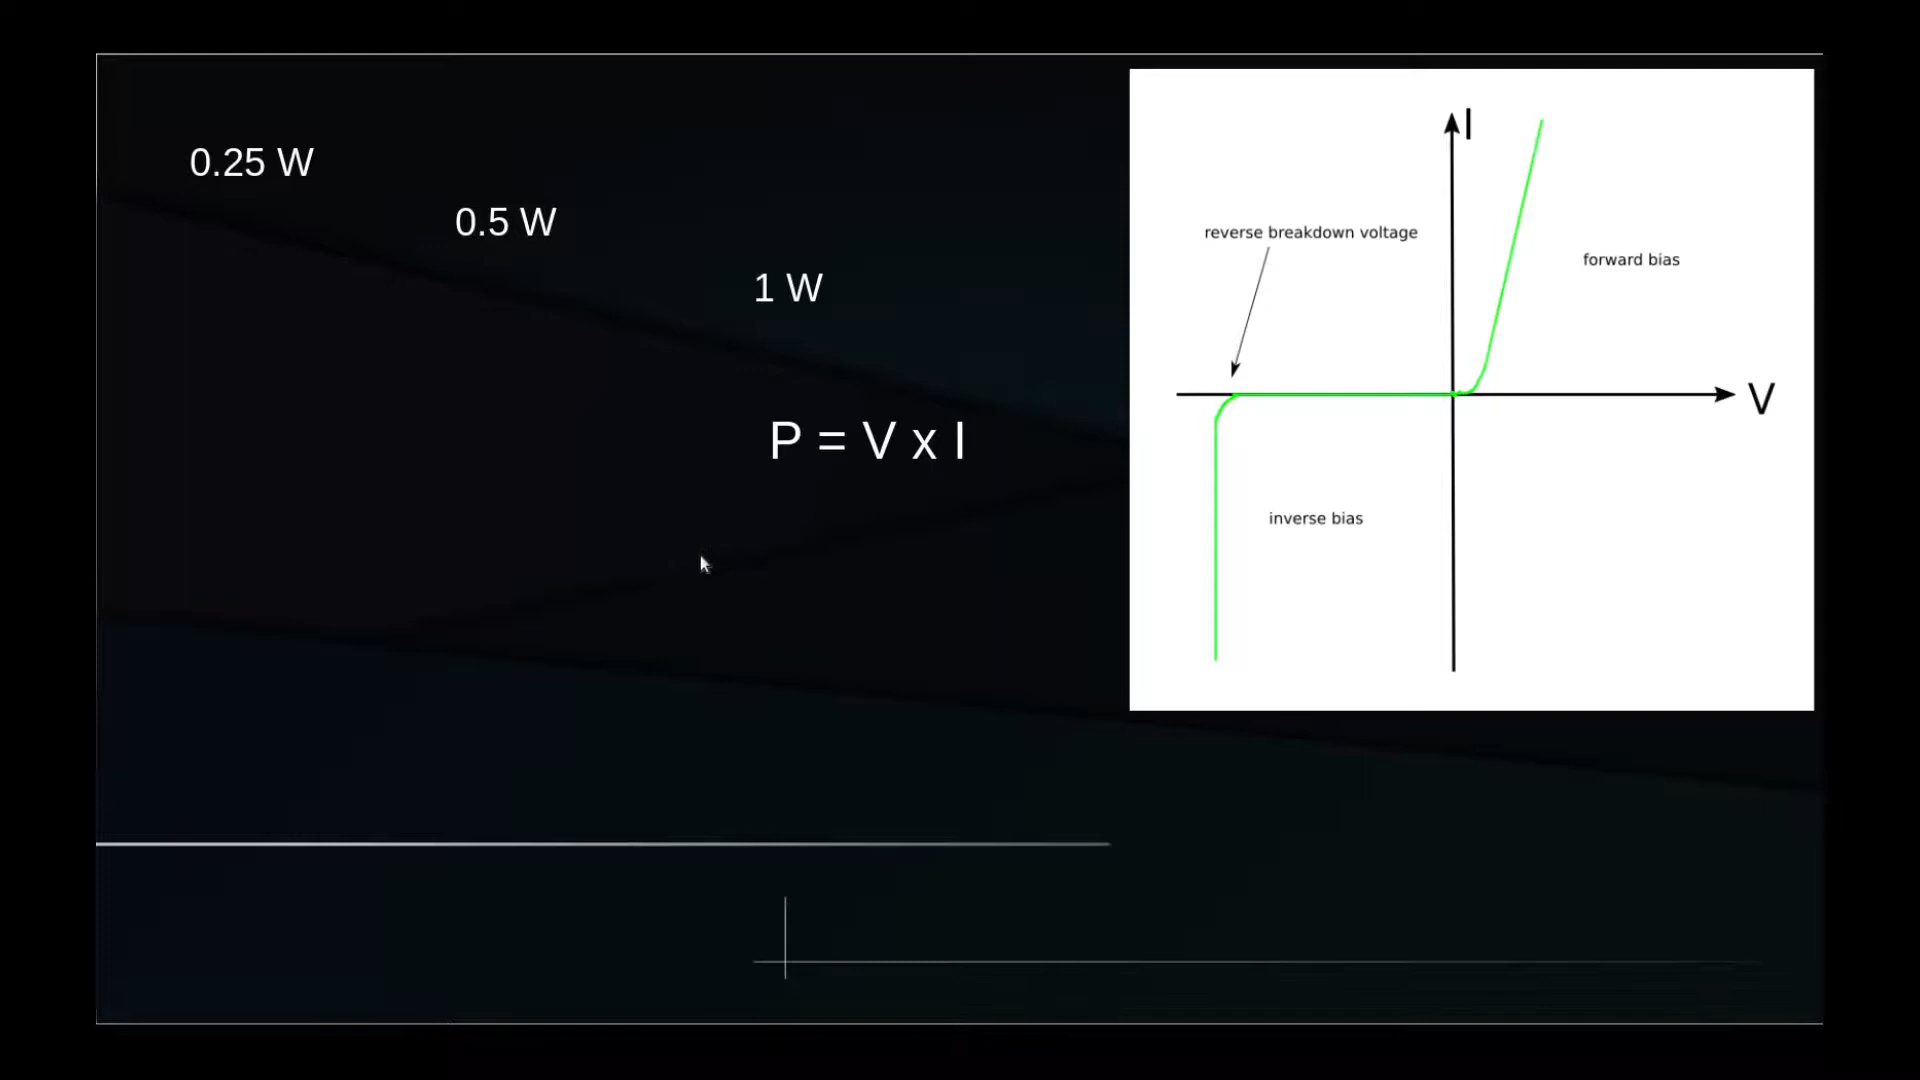 0.25 W
0.5 W
1 W
P = V x I
I
reverse breakdown voltage
forward bias
V
inverse bias